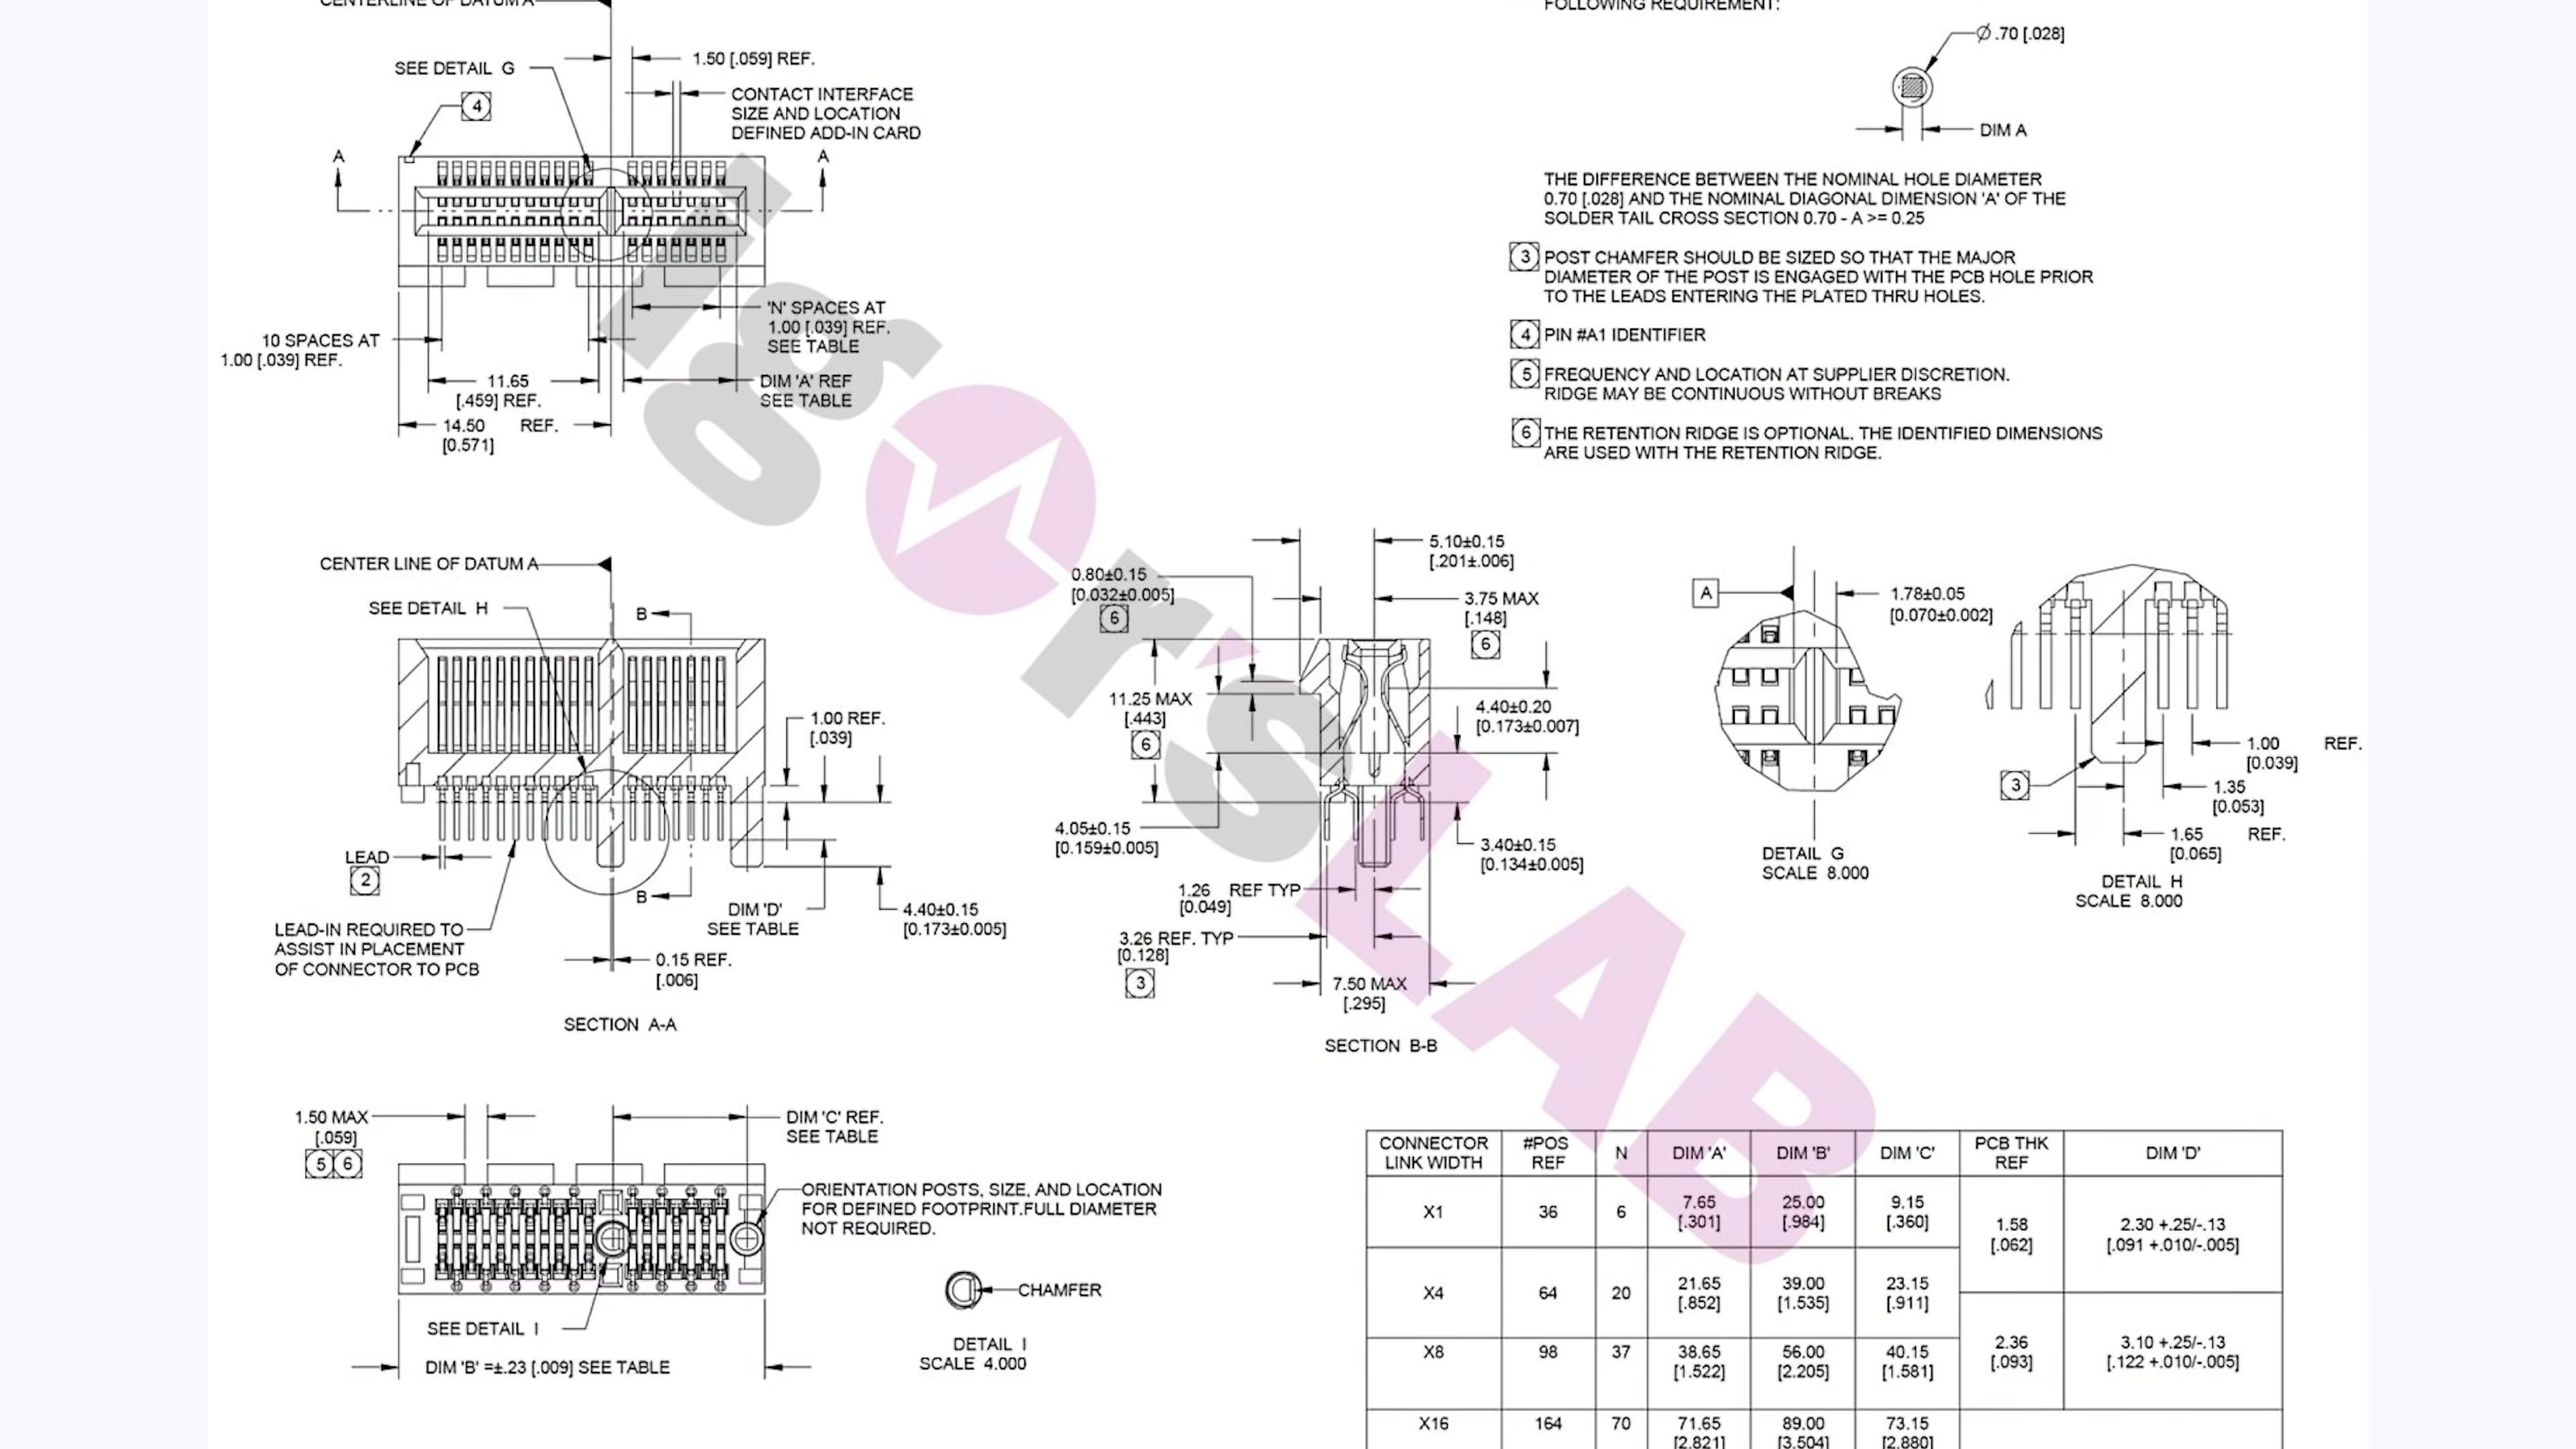 CENTERLINE OF DATUM A
SEE DETAIL G
4
1.50 [.059] REF.
CONTACT INTERFACE
SIZE AND LOCATION
DEFINED ADD-IN CARD
A
A
'N' SPACES AT
1.00 [.039] REF.
SEE TABLE
10 SPACES AT
1.00 [.039] REF.
11.65
[.459] REF.
DIM 'A' REF
SEE TABLE
14.50 REF.
[0.571]
FOLLOWING REQUIREMENT:
Ø.70 [.028]
DIM A
THE DIFFERENCE BETWEEN THE NOMINAL HOLE DIAMETER
0.70 [.028] AND THE NOMINAL DIAGONAL DIMENSION 'A' OF THE
SOLDER TAIL CROSS SECTION 0.70 - A >= 0.25
3 POST CHAMFER SHOULD BE SIZED SO THAT THE MAJOR
DIAMETER OF THE POST IS ENGAGED WITH THE PCB HOLE PRIOR
TO THE LEADS ENTERING THE PLATED THRU HOLES.
4 PIN #A1 IDENTIFIER
5 FREQUENCY AND LOCATION AT SUPPLIER DISCRETION.
RIDGE MAY BE CONTINUOUS WITHOUT BREAKS
6 THE RETENTION RIDGE IS OPTIONAL. THE IDENTIFIED DIMENSIONS
ARE USED WITH THE RETENTION RIDGE.
igor'sLAB
CENTER LINE OF DATUM A
SEE DETAIL H
B
B
1.00 REF.
[.039]
LEAD
2
LEAD-IN REQUIRED TO
ASSIST IN PLACEMENT
OF CONNECTOR TO PCB
DIM 'D'
SEE TABLE
4.40±0.15
[0.173±0.005]
0.15 REF.
[.006]
SECTION A-A
5.10±0.15
[.201±.006]
0.80±0.15
[0.032±0.005]
6
3.75 MAX
[.148]
6
11.25 MAX
[.443]
6
4.40±0.20
[0.173±0.007]
4.05±0.15
[0.159±0.005]
3.40±0.15
[0.134±0.005]
1.26 REF TYP
[0.049]
3.26 REF. TYP
[0.128]
3
7.50 MAX
[.295]
SECTION B-B
A
1.78±0.05
[0.070±0.002]
DETAIL G
SCALE 8.000
3
1.00 REF.
[0.039]
1.35
[0.053]
1.65 REF.
[0.065]
DETAIL H
SCALE 8.000
1.50 MAX
[.059]
5 6
DIM 'C' REF.
SEE TABLE
ORIENTATION POSTS, SIZE, AND LOCATION
FOR DEFINED FOOTPRINT.FULL DIAMETER
NOT REQUIRED.
CHAMFER
SEE DETAIL I
DETAIL I
SCALE 4.000
DIM 'B' =±.23 [.009] SEE TABLE
CONNECTOR LINK WIDTH #POS REF N DIM 'A' DIM 'B' DIM 'C' PCB THK REF DIM 'D'
X1 36 6 7.65 [.301] 25.00 [.984] 9.15 [.360] 1.58 [.062] 2.30 +.25/-.13 [.091 +.010/-.005]
X4 64 20 21.65 [.852] 39.00 [1.535] 23.15 [.911]
X8 98 37 38.65 [1.522] 56.00 [2.205] 40.15 [1.581] 2.36 [.093] 3.10 +.25/-.13 [.122 +.010/-.005]
X16 164 70 71.65 [2.821] 89.00 [3.504] 73.15 [2.880]